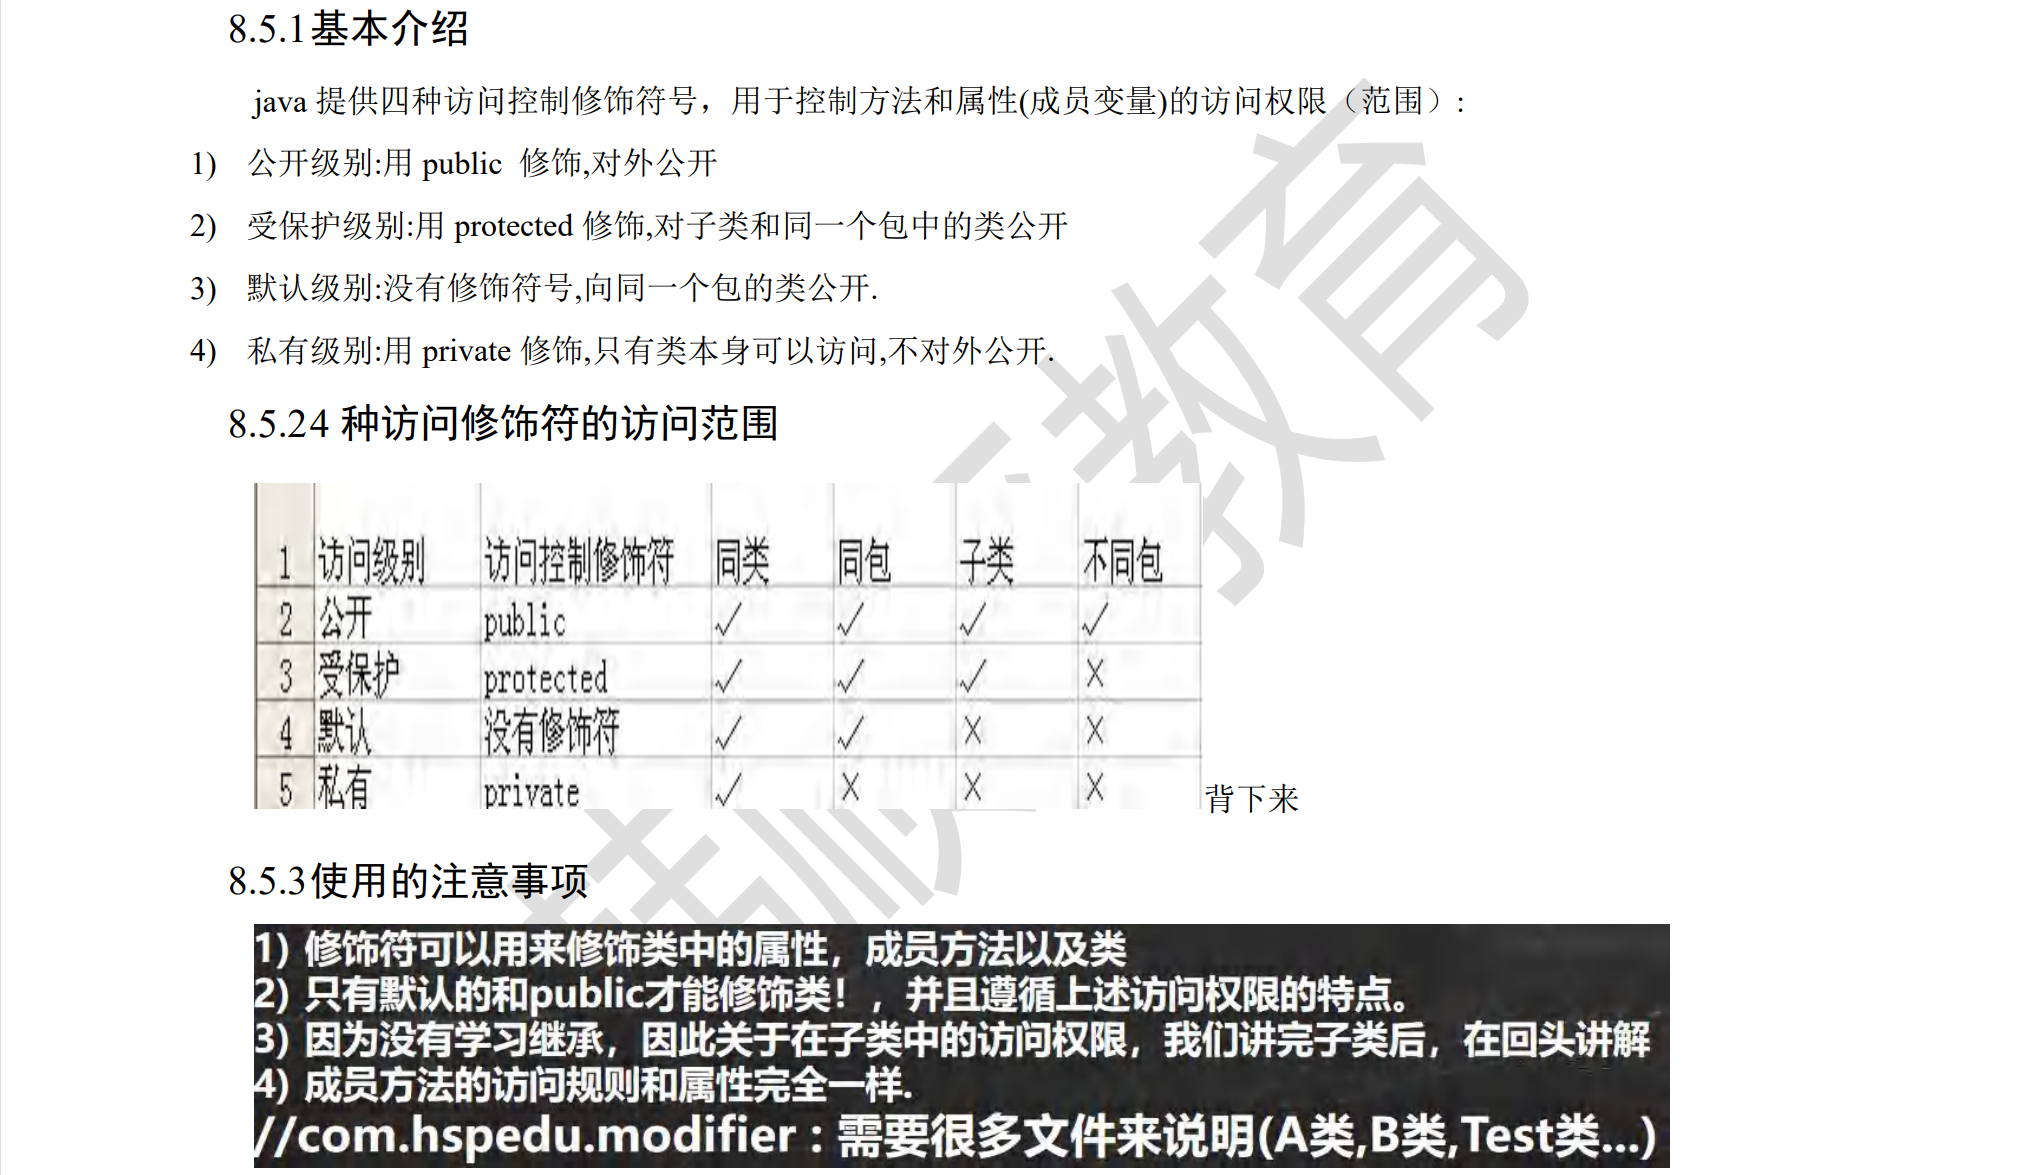 8.5.1基本介绍
java 提供四种访问控制修饰符号，用于控制方法和属性(成员变量)的访问权限（范围）:
1) 公开级别:用 public 修饰,对外公开
2) 受保护级别:用 protected 修饰,对子类和同一个包中的类公开
3) 默认级别:没有修饰符号,向同一个包的类公开.
4) 私有级别:用 private 修饰,只有类本身可以访问,不对外公开.
8.5.24 种访问修饰符的访问范围
1 访问级别 访问控制修饰符 同类 同包 子类 不同包
2 公开 public √ √ √ √
3 受保护 protected √ √ √ ×
4 默认 没有修饰符 √ √ × ×
5 私有 private √ × × ×
背下来
8.5.3使用的注意事项
1) 修饰符可以用来修饰类中的属性，成员方法以及类
2) 只有默认的和public才能修饰类！，并且遵循上述访问权限的特点。
3) 因为没有学习继承，因此关于在子类中的访问权限，我们讲完子类后，在回头讲解
4) 成员方法的访问规则和属性完全一样.
//com.hspedu.modifier : 需要很多文件来说明(A类,B类,Test类...)
教育